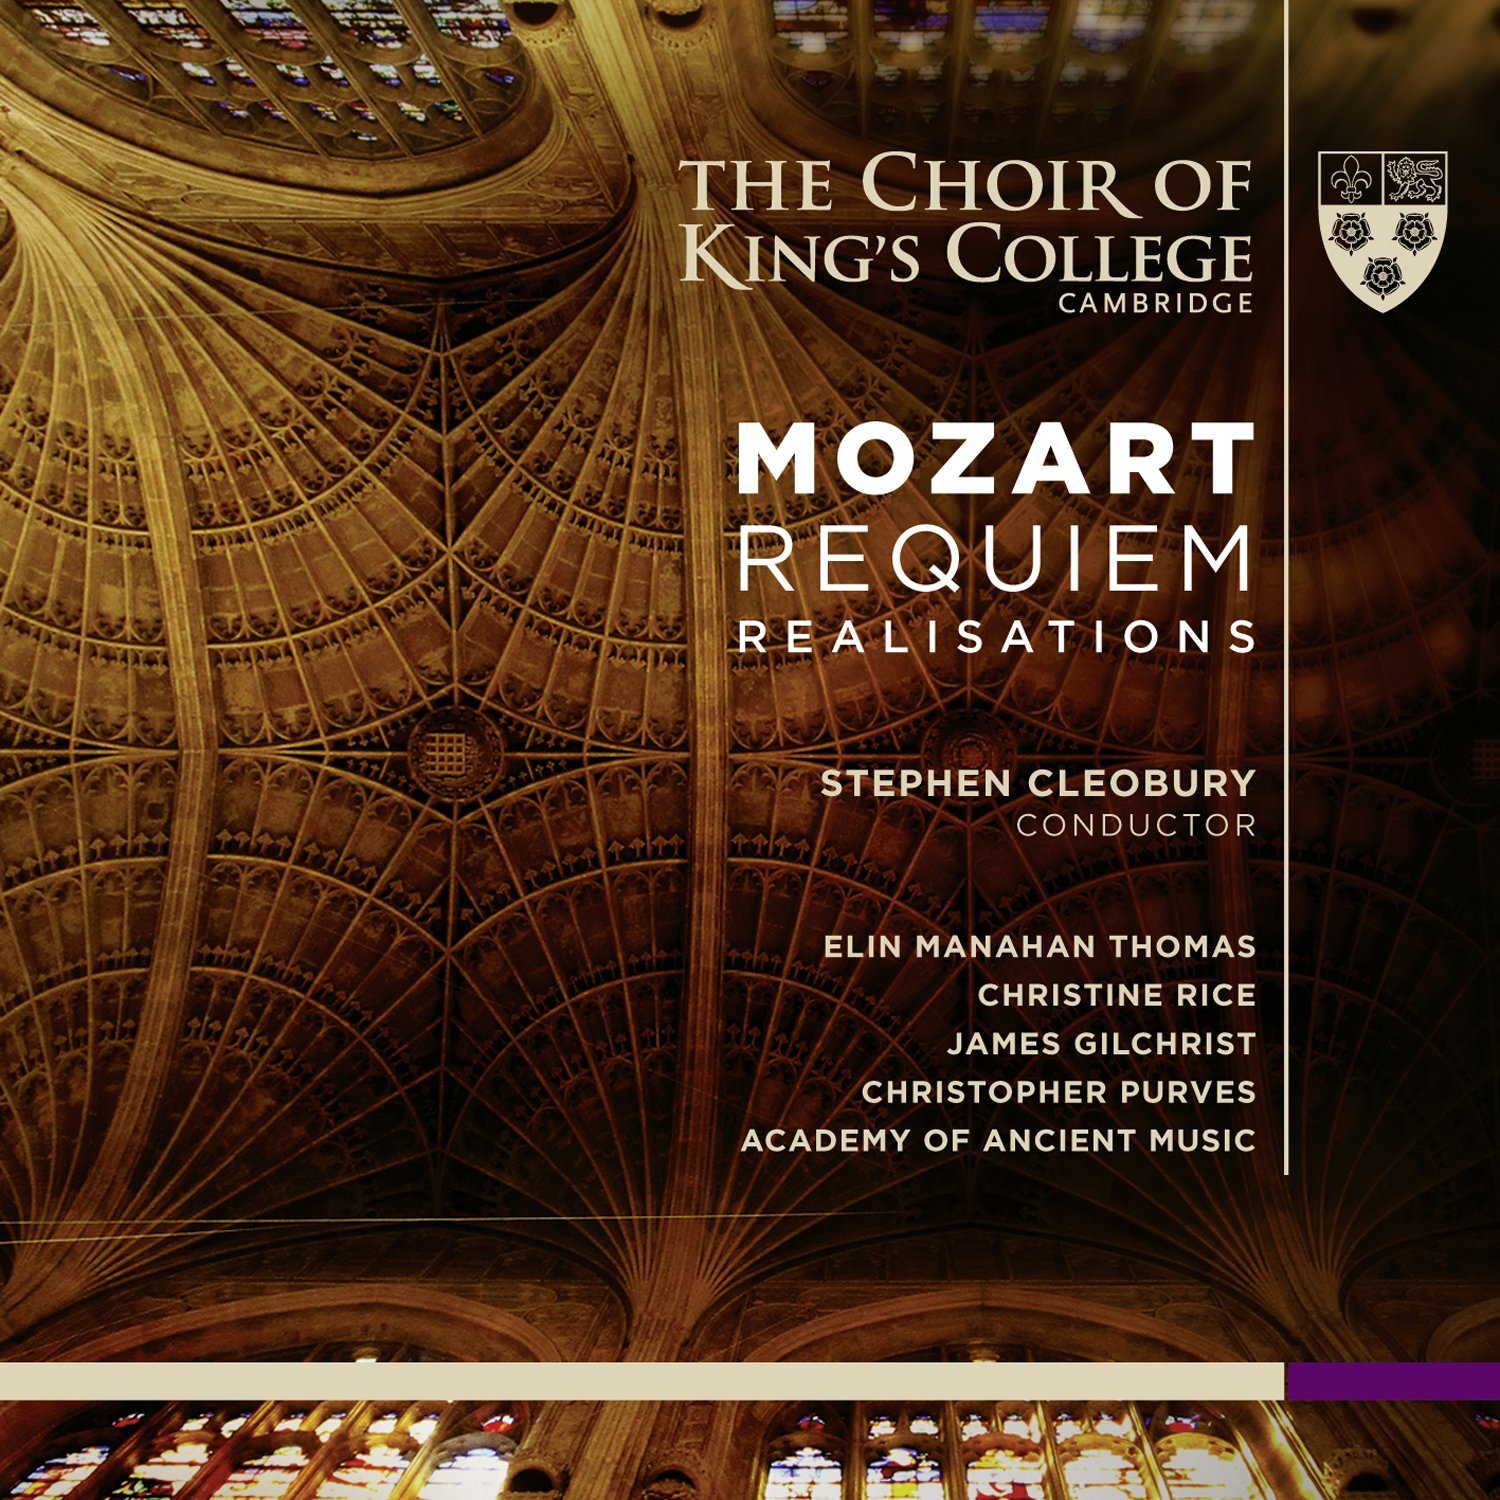 THE CHOIR OF
KING'S COLLEGE
CAMBRIDGE
MOZART
REQUIEM
REALISATIONS
STEPHEN CLEOBURY
CONDUCTOR
ELIN MANAHAN THOMAS
CHRISTINE RICE
JAMES GILCHRIST
CHRISTOPHER PURVES
ACADEMY OF ANCIENT MUSIC